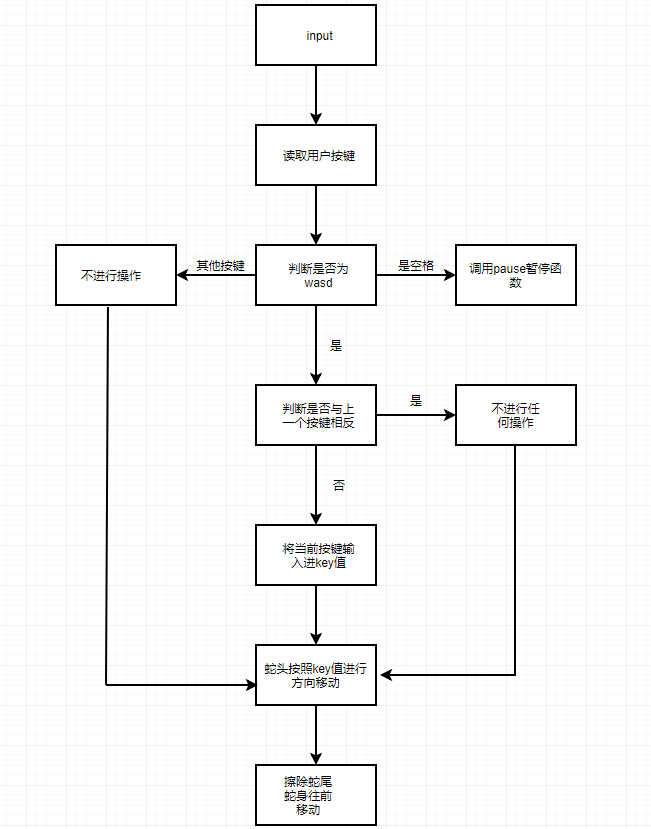 input
读取用户按键
不进行操作
其他按键
判断是否为
wasd
是空格
调用pause暂停函
数
是
判断是否与上
一个按键相反
是
不进行任
何操作
否
将当前按键输
入进key值
蛇头按照key值进行
方向移动
擦除蛇尾
蛇身往前
移动